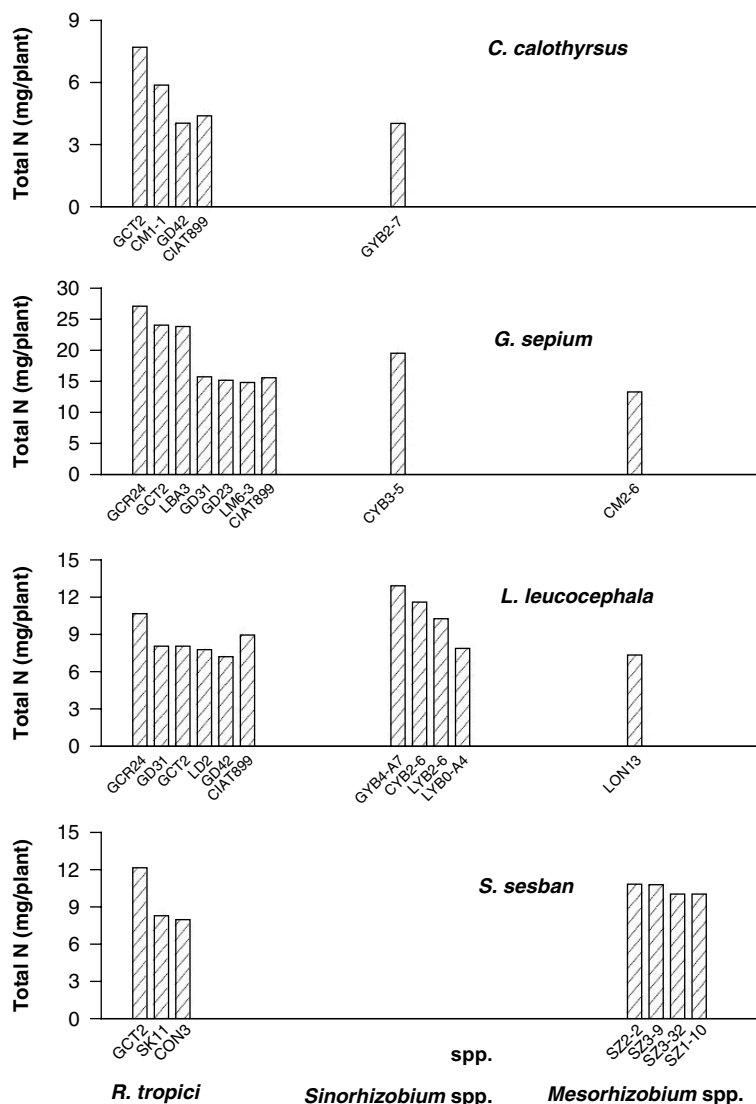 9
6
3
0
Total N (mg/plant)
C. calothyrsus
GCT2
CM1-1
GD42
CIAT899
GYB2-7
30
25
20
15
10
5
0
Total N (mg/plant)
G. sepium
GCR24
GCT2
LBA3
GD31
GD23
LM6-3
CIAT899
CYB3-5
CM2-6
15
12
9
6
3
0
Total N (mg/plant)
L. leucocephala
GCR24
GD31
GCT2
LD2
GD42
CIAT899
GYB4-A7
CYB2-6
LYB2-6
LYB0-A4
LON13
15
12
9
6
3
0
Total N (mg/plant)
S. sesban
GCT2
SK11
CON3
SZ2-2
SZ3-9
SZ3-32
SZ1-10
spp.
R. tropici
Sinorhizobium spp.
Mesorhizobium spp.